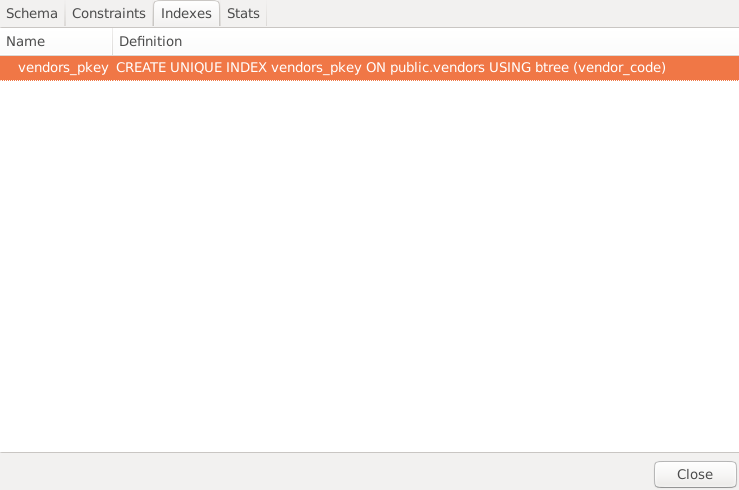 Schema Constraints Indexes Stats
Name Definition
vendors_pkey CREATE UNIQUE INDEX vendors_pkey ON public.vendors USING btree (vendor_code)
Close